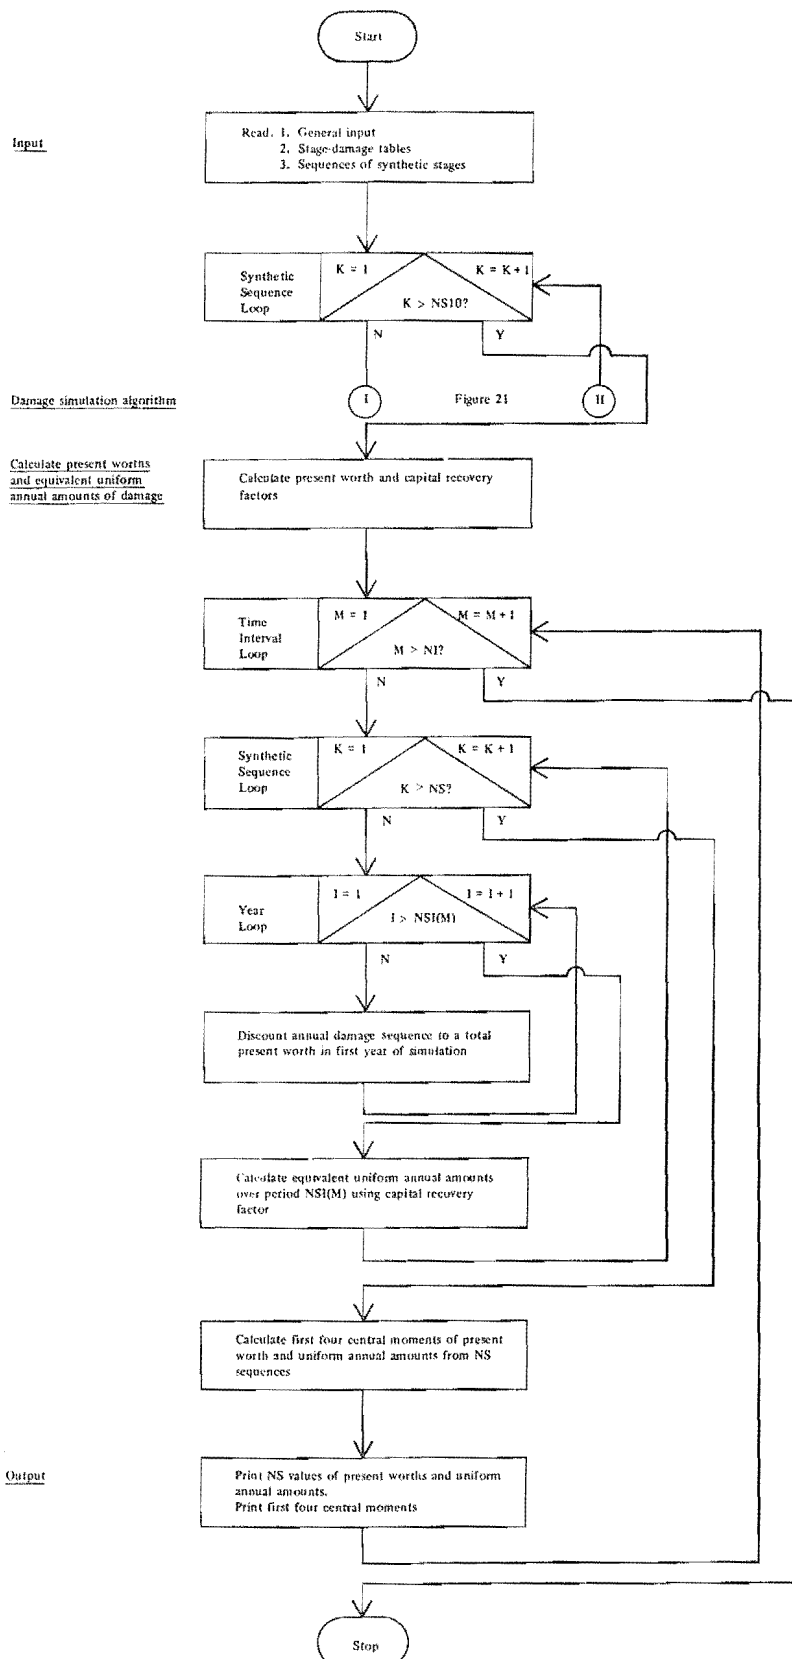 Start
Input
Read. 1. General input
2. Stage-damage tables
3. Sequences of synthetic stages
Synthetic
Sequence
Loop
K = 1
K = K+1
K > NS10?
N
Y
Damage simulation algorithm
I
Figure 21
II
Calculate present worths
and equivalent uniform
annual amounts of damage
Calculate present worth and capital recovery
factors
Time
Interval
Loop
M = 1
M = M + 1
M > NI?
N
Y
Synthetic
Sequence
Loop
K = 1
K = K + 1
K > NS?
N
Y
Year
Loop
I = 1
I = I + 1
I > NSI(M)
N
Y
Discount annual damage sequence to a total
present worth in first year of simulation
Calculate equivalent uniform annual amounts
over period NSI(M) using capital recovery
factor
Calculate first four central moments of present
worth and uniform annual amounts from NS
sequences
Output
Print NS values of present worths and uniform
annual amounts.
Print first four central moments
Stop